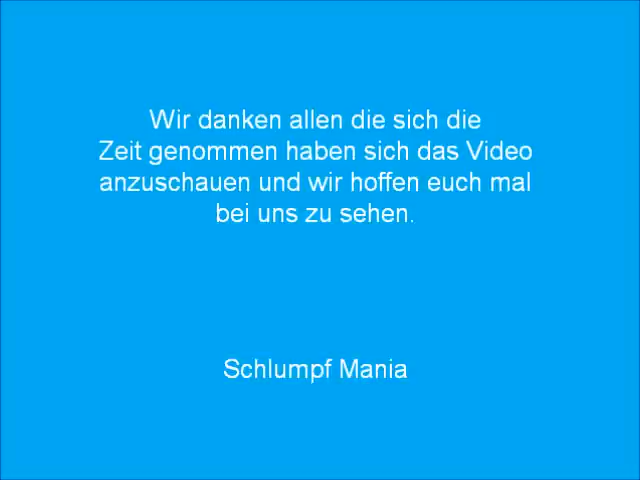 Wir danken allen die sich die
Zeit genommen haben sich das Video
anzuschauen und wir hoffen euch mal
bei uns zu sehen.
Schlumpf Mania